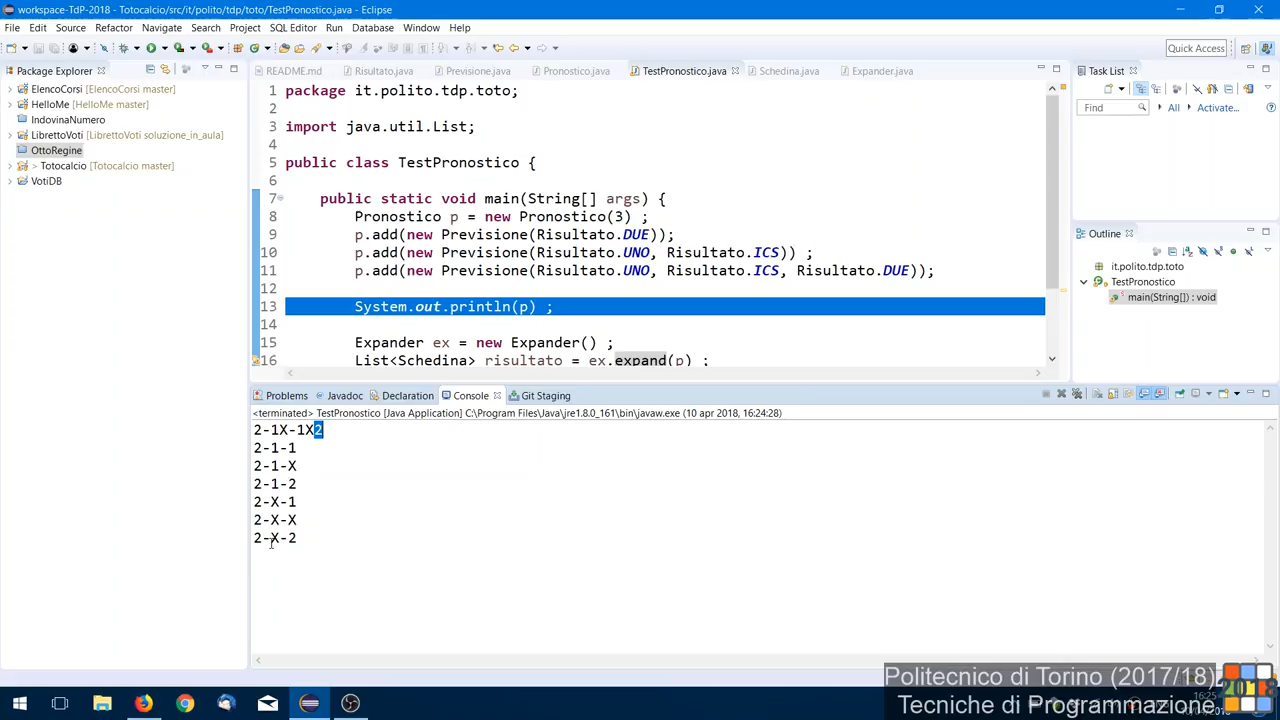 workspace-TdP-2018 - Totocalcio/src/it/polito/tdp/toto/TestPronostico.java - Eclipse
File Edit Source Refactor Navigate Search Project SQL Editor Run Database Window Help
Quick Access
Package Explorer
README.md Risultato.java Previsione.java Pronostico.java TestPronostico.java Schedina.java Expander.java
Task List
ElencoCorsi [ElencoCorsi master]
HelloMe [HelloMe master]
IndovinaNumero
LibrettoVoti [LibrettoVoti soluzione_in_aula]
OttoRegine
> Totocalcio [Totocalcio master]
VotiDB
1 package it.polito.tdp.toto;
2
3 import java.util.List;
4
5 public class TestPronostico {
6
7 public static void main(String[] args) {
8 Pronostico p = new Pronostico(3) ;
9 p.add(new Previsione(Risultato.DUE));
10 p.add(new Previsione(Risultato.UNO, Risultato.ICS)) ;
11 p.add(new Previsione(Risultato.UNO, Risultato.ICS, Risultato.DUE));
12
13 System.out.println(p) ;
14
15 Expander ex = new Expander() ;
16 List<Schedina> risultato = ex.expand(p) ;
Find All Activate...
Outline
it.polito.tdp.toto
TestPronostico
main(String[]) : void
Problems Javadoc Declaration Console Git Staging
<terminated> TestPronostico [Java Application] C:\Program Files\Java\jre1.8.0_161\bin\javaw.exe (10 apr 2018, 16:24:28)
2-1X-1X2
2-1-1
2-1-X
2-1-2
2-X-1
2-X-X
2-X-2
Politecnico di Torino (2017/18)
Tecniche di Programmazione
2018
16:25